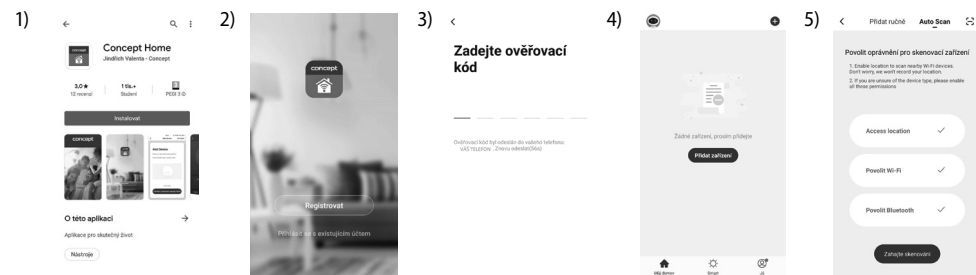 1)
Concept Home
Jindřich Valenta - Concept
3,0★
12 recenzí
1 tis.+
Stažení
PEGI 3
Instalovat
concept
O této aplikaci
Aplikace pro skutečný život
Nástroje
2)
concept
Registrovat
Přihlásit se s existujícím účtem
3)
Zadejte ověřovací
kód
Ověřovací kód byl odeslán do vašeho telefonu:
VÁŠ TELEFON , Znovu odeslat(56s)
4)
Žádné zařízení, prosím přidejte
Přidat zařízení
Můj domov
Smart
Já
5)
Přidat ručně
Auto Scan
Povolit oprávnění pro skenovací zařízení
1. Enable location to scan nearby Wi-Fi devices.
Don't worry, we won't record your location.
2. If you are unsure of the device type, please enable
all these permissions
Access location
Povolit Wi-Fi
Povolit Bluetooth
Zahajte skenování